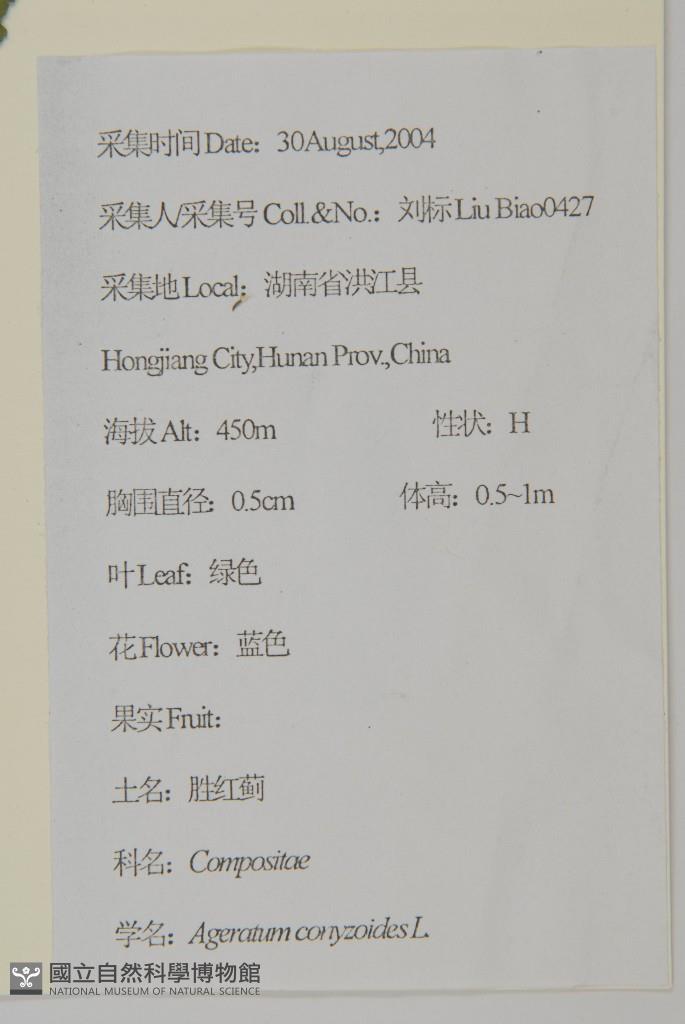 采集时间 Date：30 August,2004
采集人/采集号 Coll.&No.：刘标 Liu Biao0427
采集地 Local：湖南省洪江县
Hongjiang City,Hunan Prov.,China
海拔 Alt：450m 性状：H
胸围直径：0.5cm 体高：0.5~1m
叶 Leaf：绿色
花 Flower：蓝色
果实 Fruit：
土名：胜红蓟
科名：Compositae
学名：Ageratum conyzoides L.
國立自然科學博物館
NATIONAL MUSEUM OF NATURAL SCIENCE